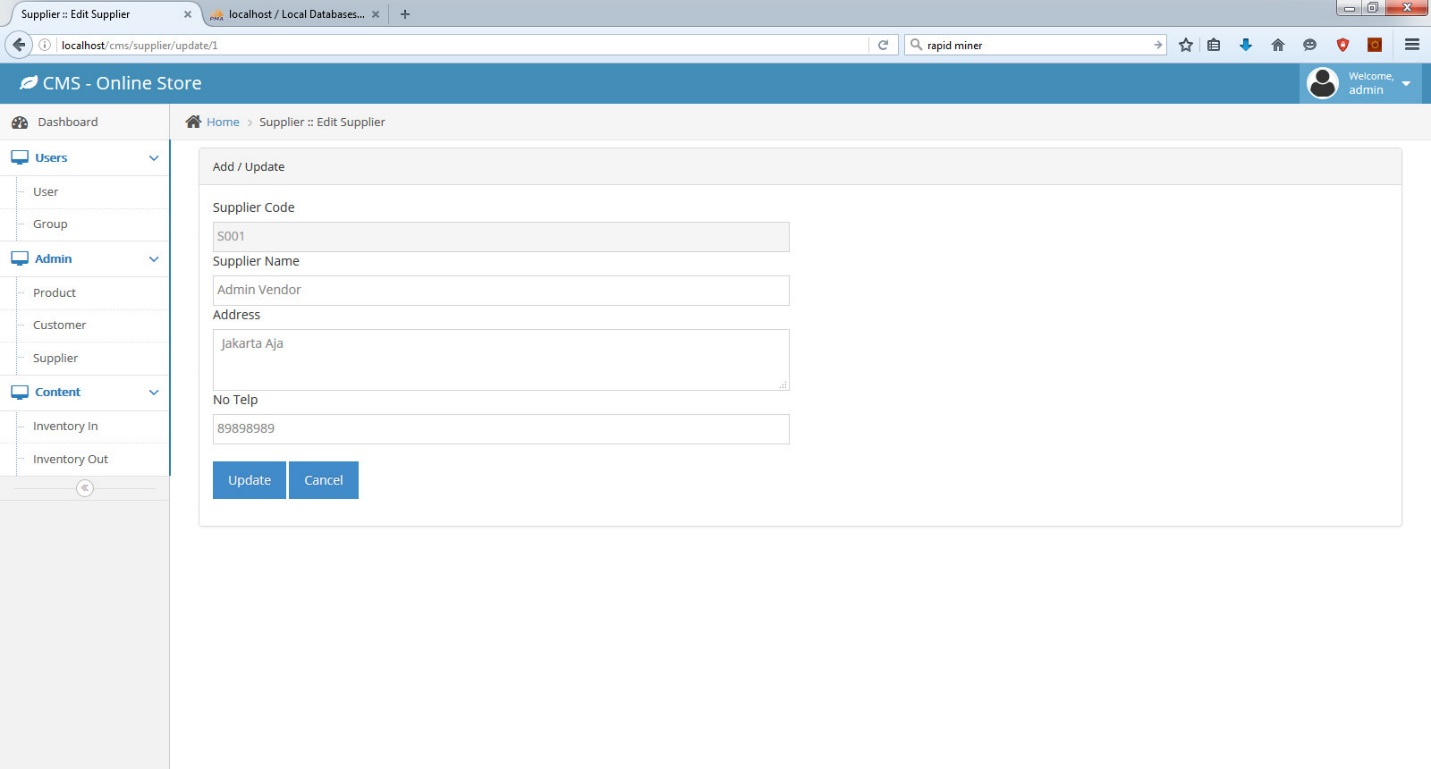 Supplier :: Edit Supplier
localhost / Local Databases...
localhost/cms/supplier/update/1
rapid miner
CMS - Online Store
Welcome,
admin
Dashboard
Home > Supplier :: Edit Supplier
Users
User
Group
Admin
Product
Customer
Supplier
Content
Inventory In
Inventory Out
Add / Update
Supplier Code
S001
Supplier Name
Admin Vendor
Address
Jakarta Aja
No Telp
89898989
Update Cancel